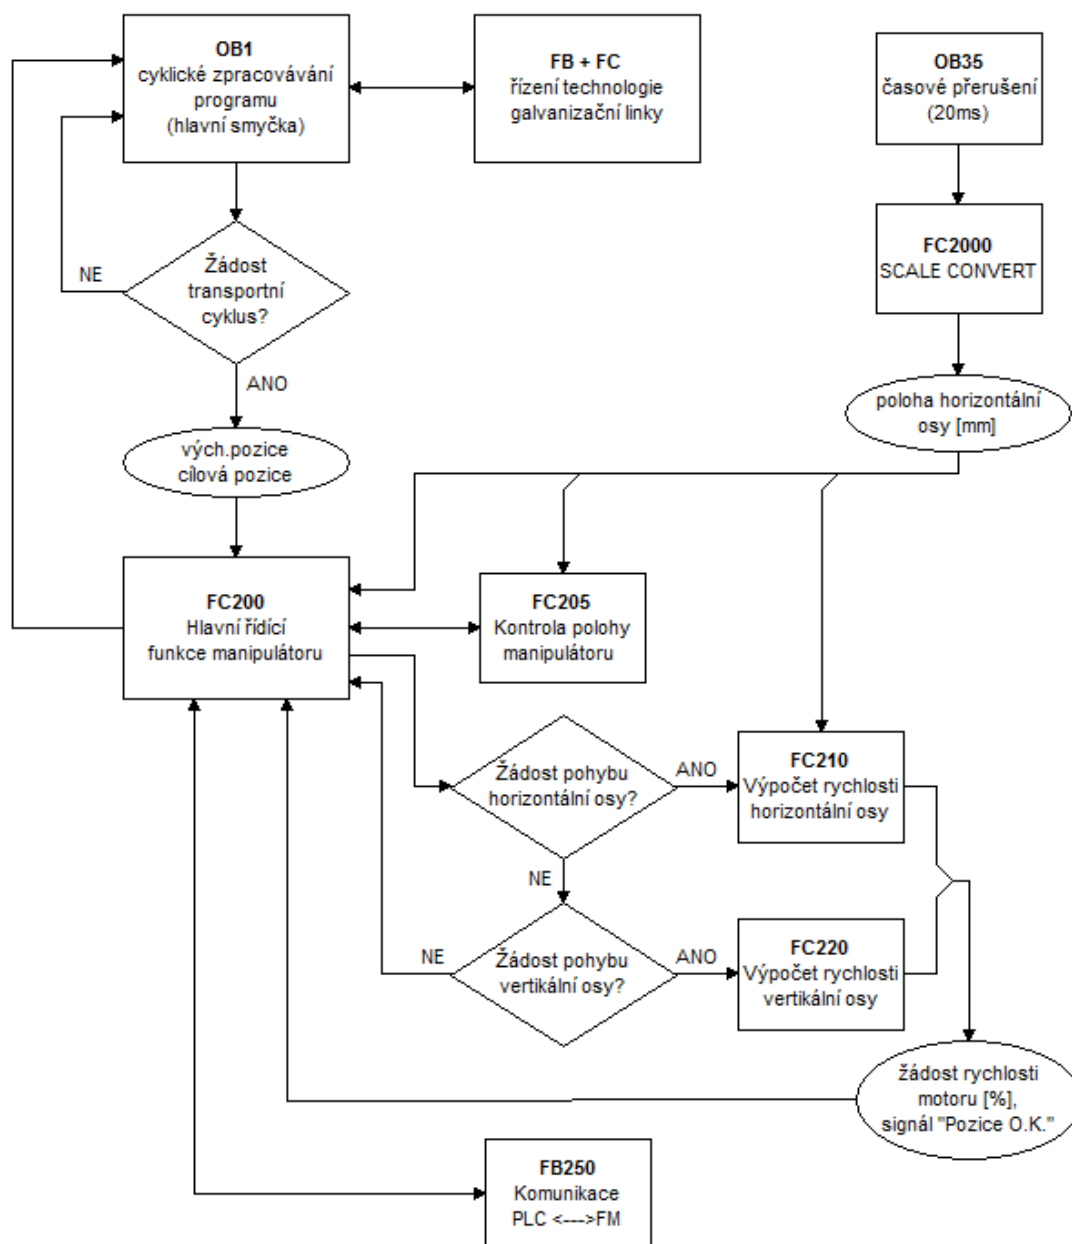 OB1
cyklické zpracovávání
programu
(hlavní smyčka)
FB + FC
řízení technologie
galvanizační linky
OB35
časové přerušení
(20ms)
FC2000
SCALE CONVERT
poloha horizontální
osy [mm]
Žádost
transportní
cyklus?
NE
ANO
vých.pozice
cílová pozice
FC200
Hlavní řídící
funkce manipulátoru
FC205
Kontrola polohy
manipulátoru
Žádost pohybu
horizontální osy?
ANO
NE
FC210
Výpočet rychlosti
horizontální osy
Žádost pohybu
vertikální osy?
NE
ANO
FC220
Výpočet rychlosti
vertikální osy
žádost rychlosti
motoru [%],
signál "Pozice O.K."
FB250
Komunikace
PLC <--->FM